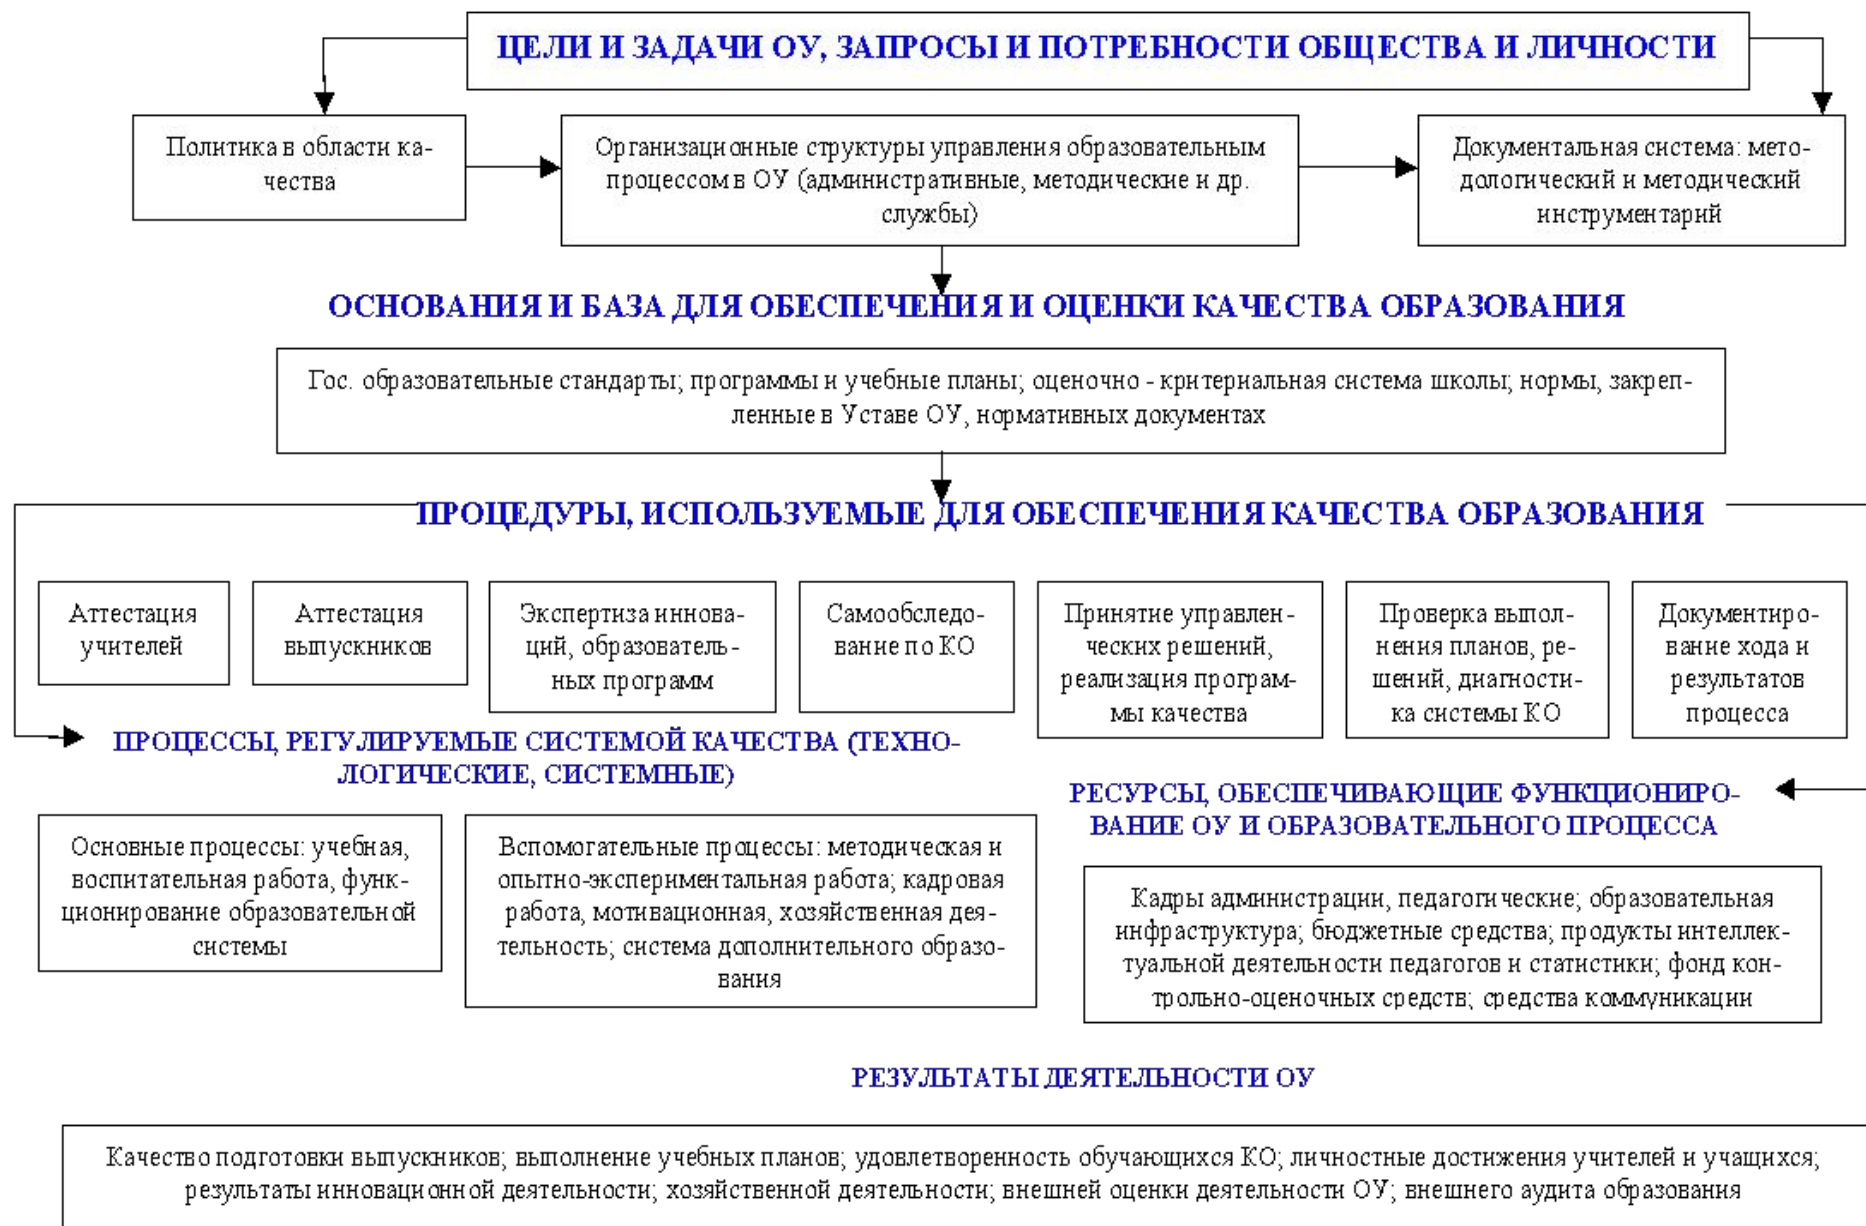 ЦЕЛИ И ЗАДАЧИ ОУ, ЗАПРОСЫ И ПОТРЕБНОСТИ ОБЩЕСТВА И ЛИЧНОСТИ
Политика в области ка-
чества
Организационные структуры управления образовательным
процессом в ОУ (административные, методические и др.
службы)
Документальная система: мето-
дологический и методический
инструментарий
ОСНОВАНИЯ И БАЗА ДЛЯ ОБЕСПЕЧЕНИЯ И ОЦЕНКИ КАЧЕСТВА ОБРАЗОВАНИЯ
Гос. образовательные стандарты; программы и учебные планы; оценочно - критериальная система школы; нормы, закреп-
ленные в Уставе ОУ, нормативных документах
ПРОЦЕДУРЫ, ИСПОЛЬЗУЕМЫЕ ДЛЯ ОБЕСПЕЧЕНИЯ КАЧЕСТВА ОБРАЗОВАНИЯ
Аттестация
учителей
Аттестация
выпускников
Экспертиза иннова-
ций, образователь-
ных программ
Самообследо-
вание по КО
Принятие управлен-
ческих решений,
реализация програм-
мы качества
Проверка выпол-
нения планов, ре-
шений, диагности-
ка системы КО
Документиро-
вание хода и
результатов
процесса
ПРОЦЕССЫ, РЕГУЛИРУЕМЫЕ СИСТЕМОЙ КАЧЕСТВА (ТЕХНО-
ЛОГИЧЕСКИЕ, СИСТЕМНЫЕ)
Основные процессы: учебная,
воспитательная работа, функ-
ционирование образовательной
системы
Вспомогательные процессы: методическая и
опытно-экспериментальная работа; кадровая
работа, мотивационная, хозяйственная дея-
тельность; система дополнительного образо-
вания
РЕСУРСЫ, ОБЕСПЕЧИВАЮЩИЕ ФУНКЦИОНИРО-
ВАНИЕ ОУ И ОБРАЗОВАТЕЛЬНОГО ПРОЦЕССА
Кадры администрации, педагогические; образовательная
инфраструктура; бюджетные средства; продукты интеллек-
туальной деятельности педагогов и статистики; фонд кон-
трольно-оценочных средств; средства коммуникации
РЕЗУЛЬТАТЫ ДЕЯТЕЛЬНОСТИ ОУ
Качество подготовки выпускников; выполнение учебных планов; удовлетворенность обучающихся КО; личностные достижения учителей и учащихся;
результаты инновационной деятельности; хозяйственной деятельности; внешней оценки деятельности ОУ; внешнего аудита образования